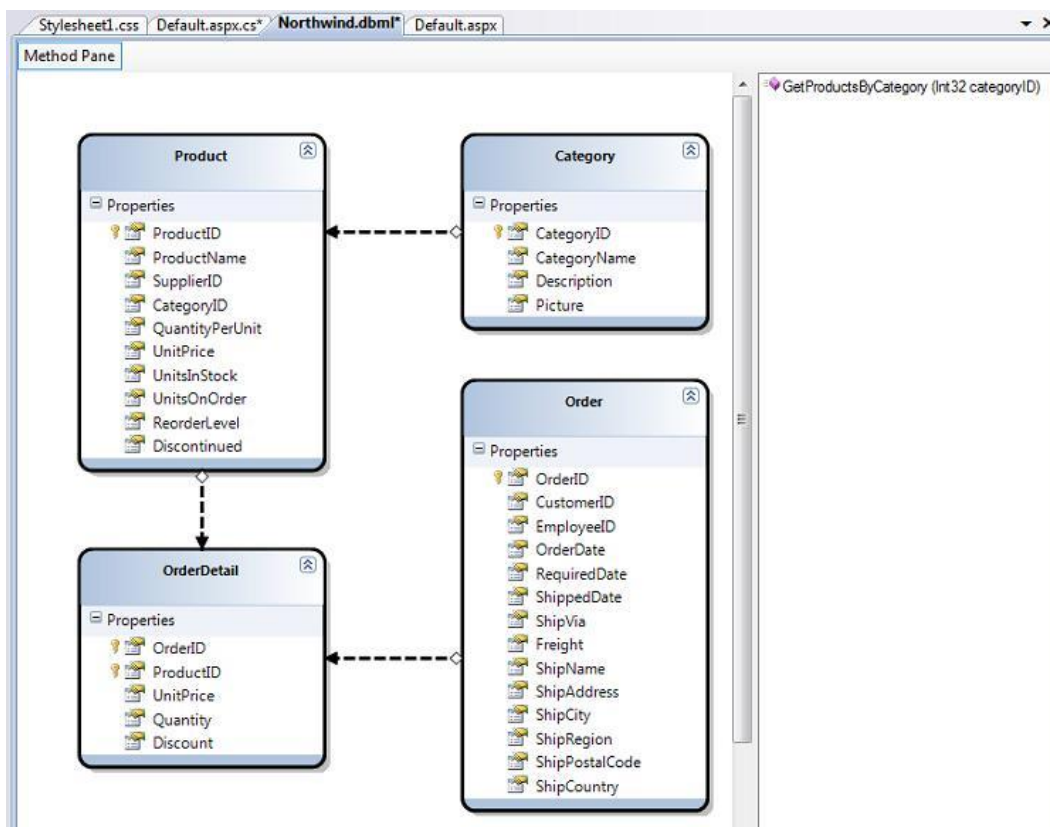 Stylesheet1.css Default.aspx.cs* Northwind.dbml* Default.aspx
Method Pane
GetProductsByCategory (Int32 categoryID)
Product
Properties
ProductID
ProductName
SupplierID
CategoryID
QuantityPerUnit
UnitPrice
UnitsInStock
UnitsOnOrder
ReorderLevel
Discontinued
Category
Properties
CategoryID
CategoryName
Description
Picture
OrderDetail
Properties
OrderID
ProductID
UnitPrice
Quantity
Discount
Order
Properties
OrderID
CustomerID
EmployeeID
OrderDate
RequiredDate
ShippedDate
ShipVia
Freight
ShipName
ShipAddress
ShipCity
ShipRegion
ShipPostalCode
ShipCountry